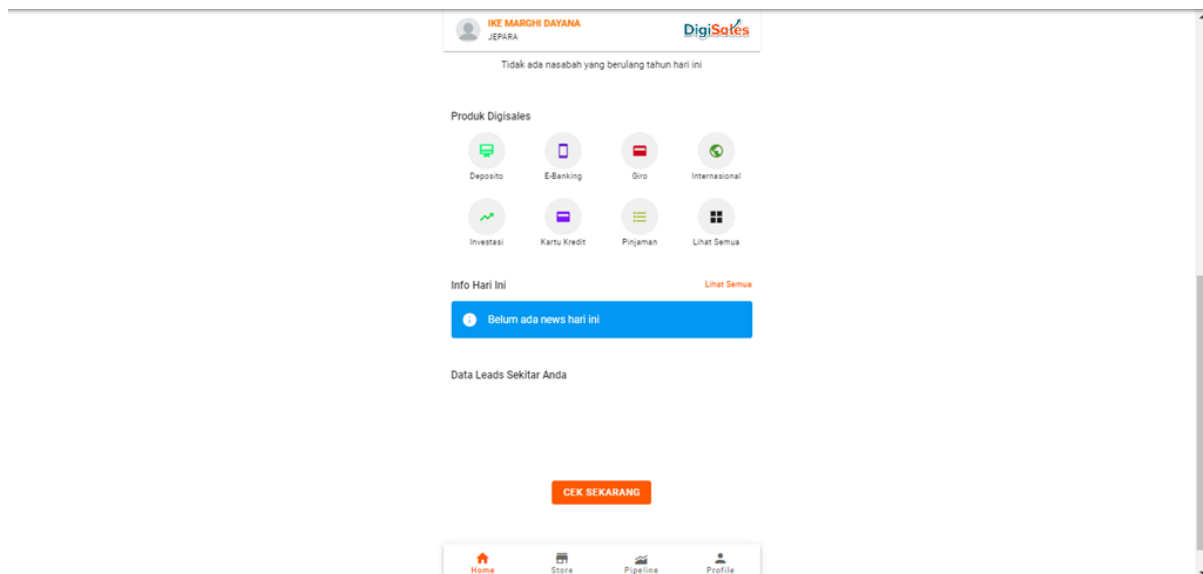 IKE MARGHI DAYANA
JEPARA
DigiSales
Tidak ada nasabah yang berulang tahun hari ini
Produk Digisales
Deposito E-Banking Giro Internasional
Investasi Kartu Kredit Pinjaman Lihat Semua
Info Hari Ini Lihat Semua
Belum ada news hari ini
Data Leads Sekitar Anda
CEK SEKARANG
Home Store Pipeline Profile